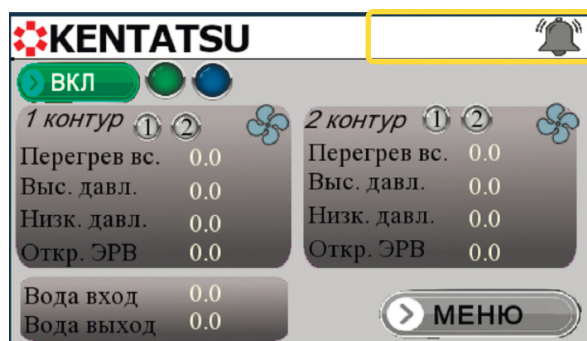 KENTATSU
ВКЛ
1 контур 1 2
Перегрев вс. 0.0
Выс. давл. 0.0
Низк. давл. 0.0
Откр. ЭРВ 0.0
2 контур 1 2
Перегрев вс. 0.0
Выс. давл. 0.0
Низк. давл. 0.0
Откр. ЭРВ 0.0
Вода вход 0.0
Вода выход 0.0
МЕНЮ